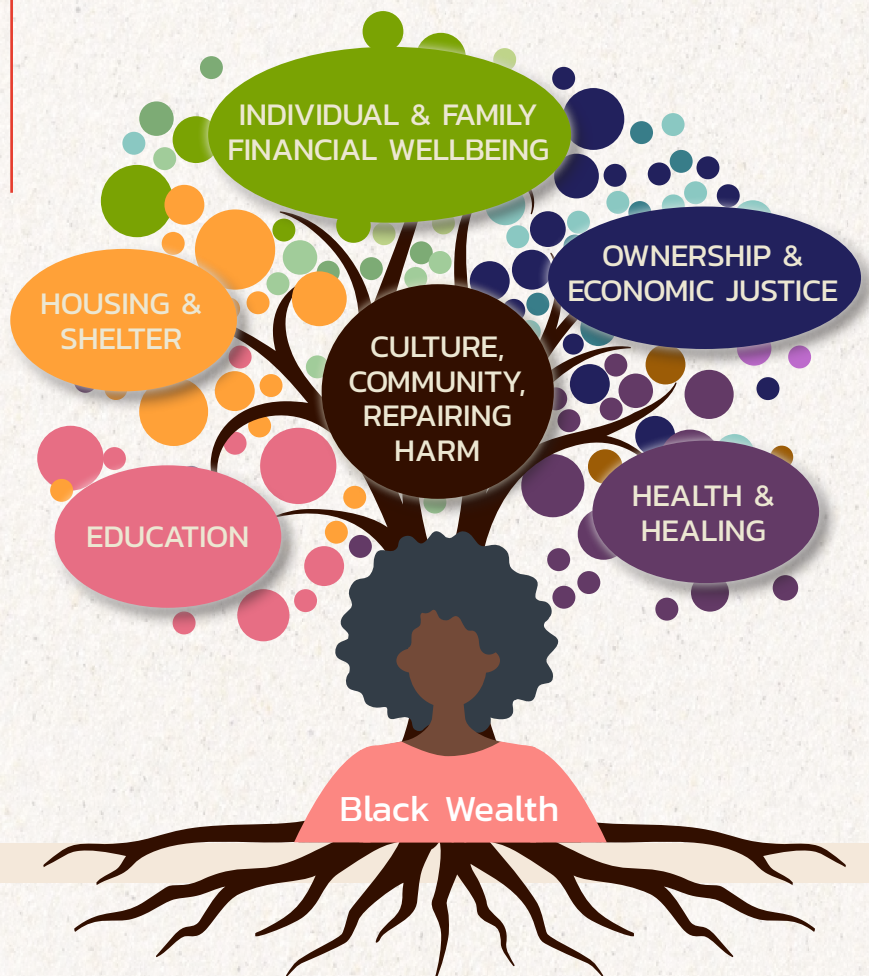 INDIVIDUAL & FAMILY
FINANCIAL WELLBEING
OWNERSHIP &
ECONOMIC JUSTICE
HOUSING &
SHELTER
CULTURE,
COMMUNITY,
REPAIRING
HARM
HEALTH &
HEALING
EDUCATION
Black Wealth